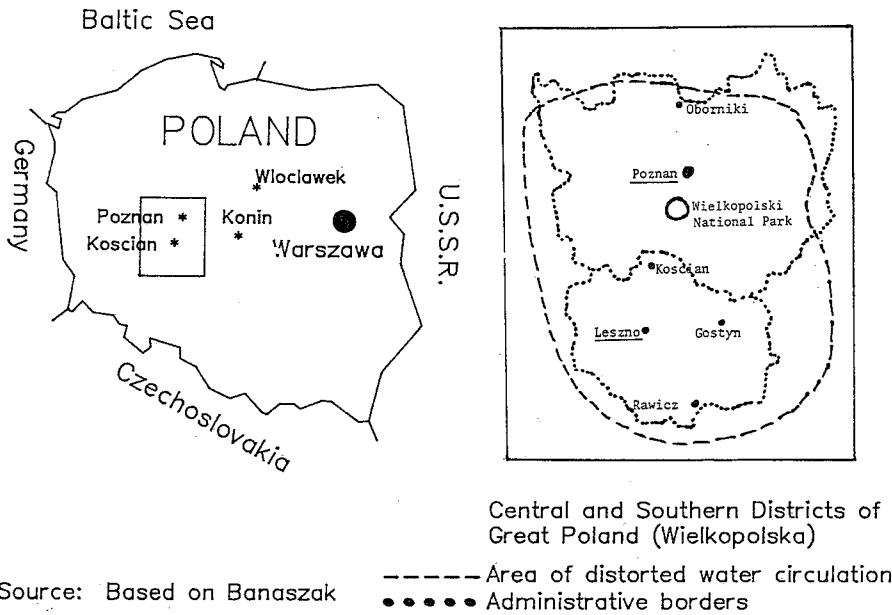 Baltic Sea
POLAND
Germany
U.S.S.R.
Wloclawek
Poznan
Konin
Koscian
Warszawa
Czechoslovakia
Oborniki
Poznan
Wielkopolski
National Park
Kościan
Leszno
Gostyn
Rawicz
Central and Southern Districts of
Great Poland (Wielkopolska)
Source: Based on Banaszak
Area of distorted water circulation
Administrative borders